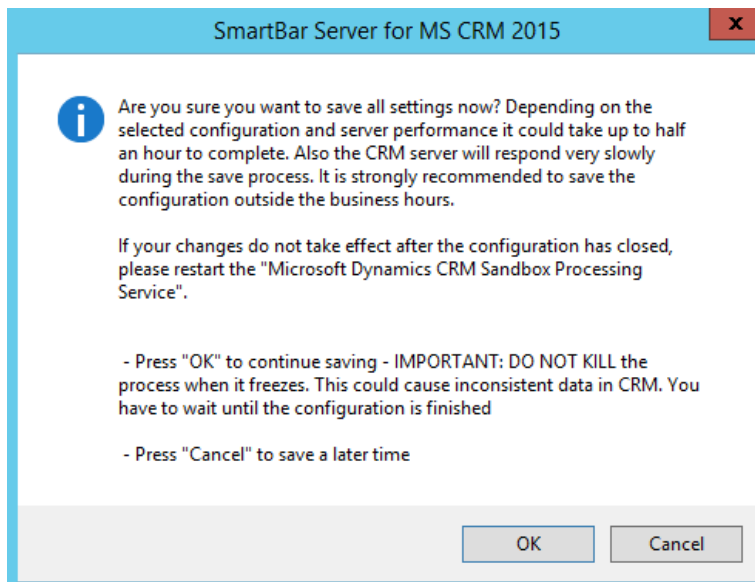 SmartBar Server for MS CRM 2015
x
i
Are you sure you want to save all settings now? Depending on the
selected configuration and server performance it could take up to half
an hour to complete. Also the CRM server will respond very slowly
during the save process. It is strongly recommended to save the
configuration outside the business hours.
If your changes do not take effect after the configuration has closed,
please restart the "Microsoft Dynamics CRM Sandbox Processing
Service".
- Press "OK" to continue saving - IMPORTANT: DO NOT KILL the
process when it freezes. This could cause inconsistent data in CRM. You
have to wait until the configuration is finished
- Press "Cancel" to save a later time
OK Cancel